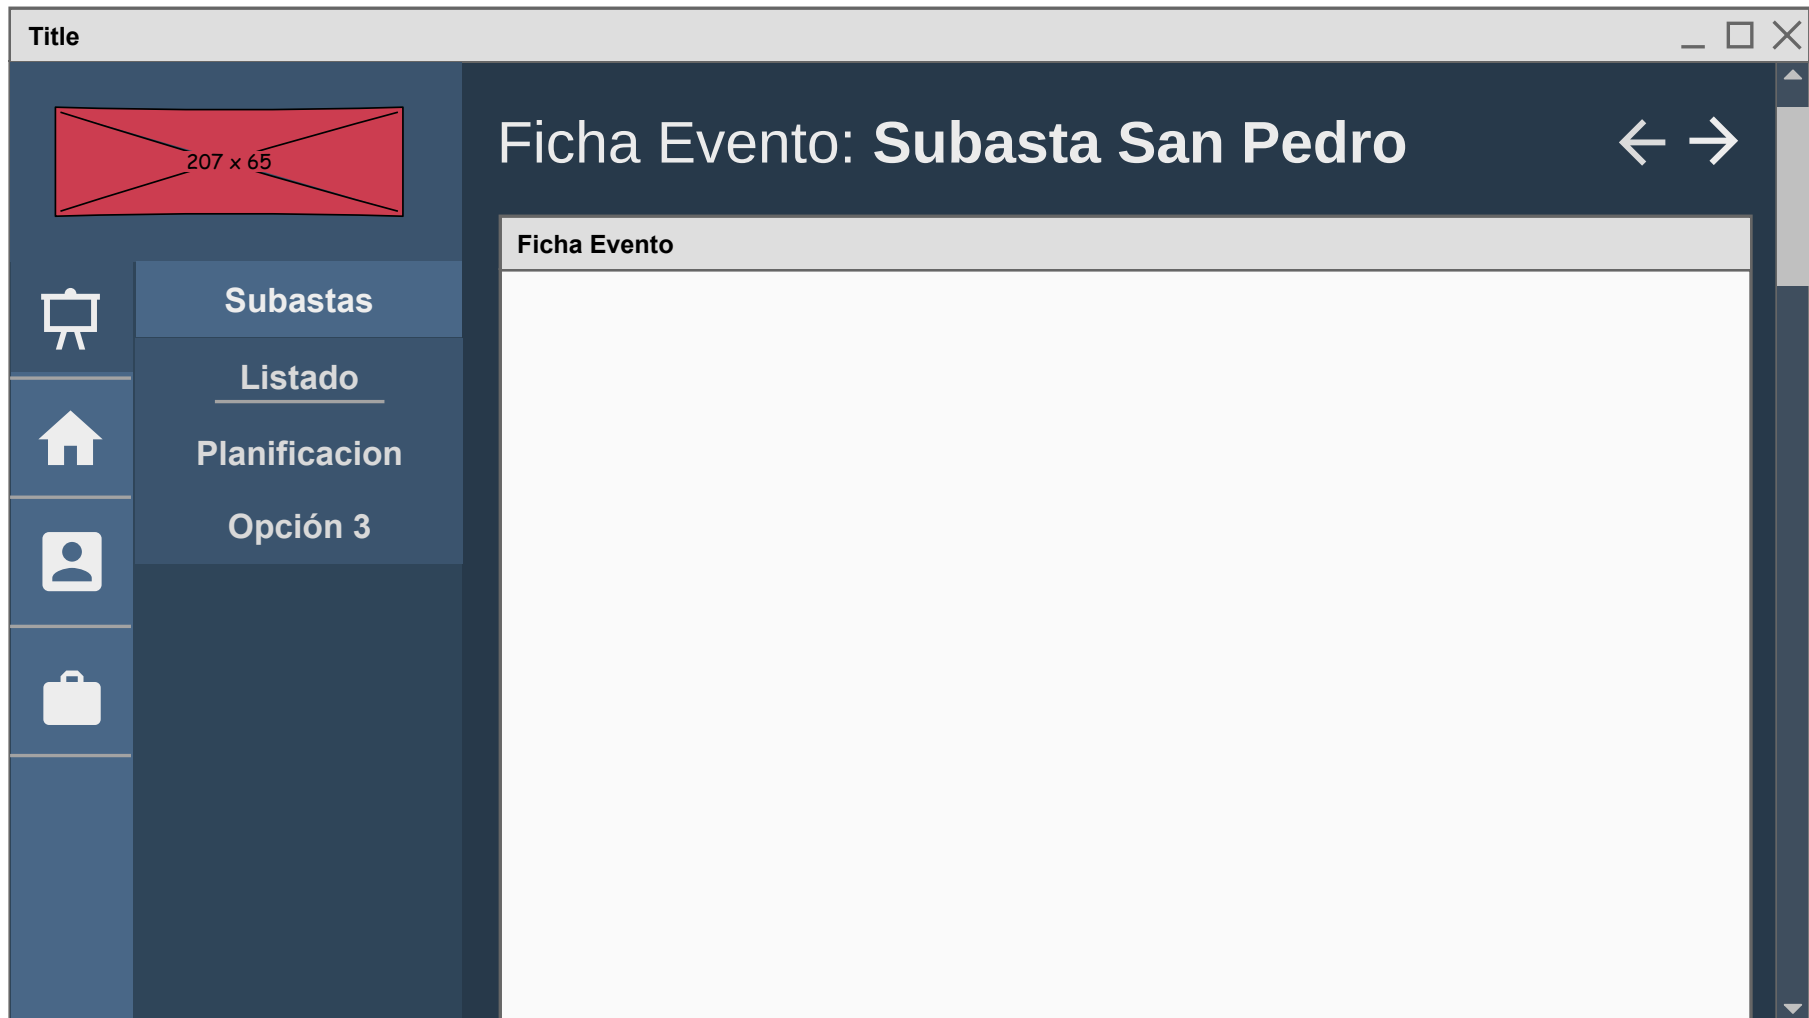 Title
207 x 65
Ficha Evento: Subasta San Pedro
Ficha Evento
Subastas
Listado
Planificacion
Opción 3